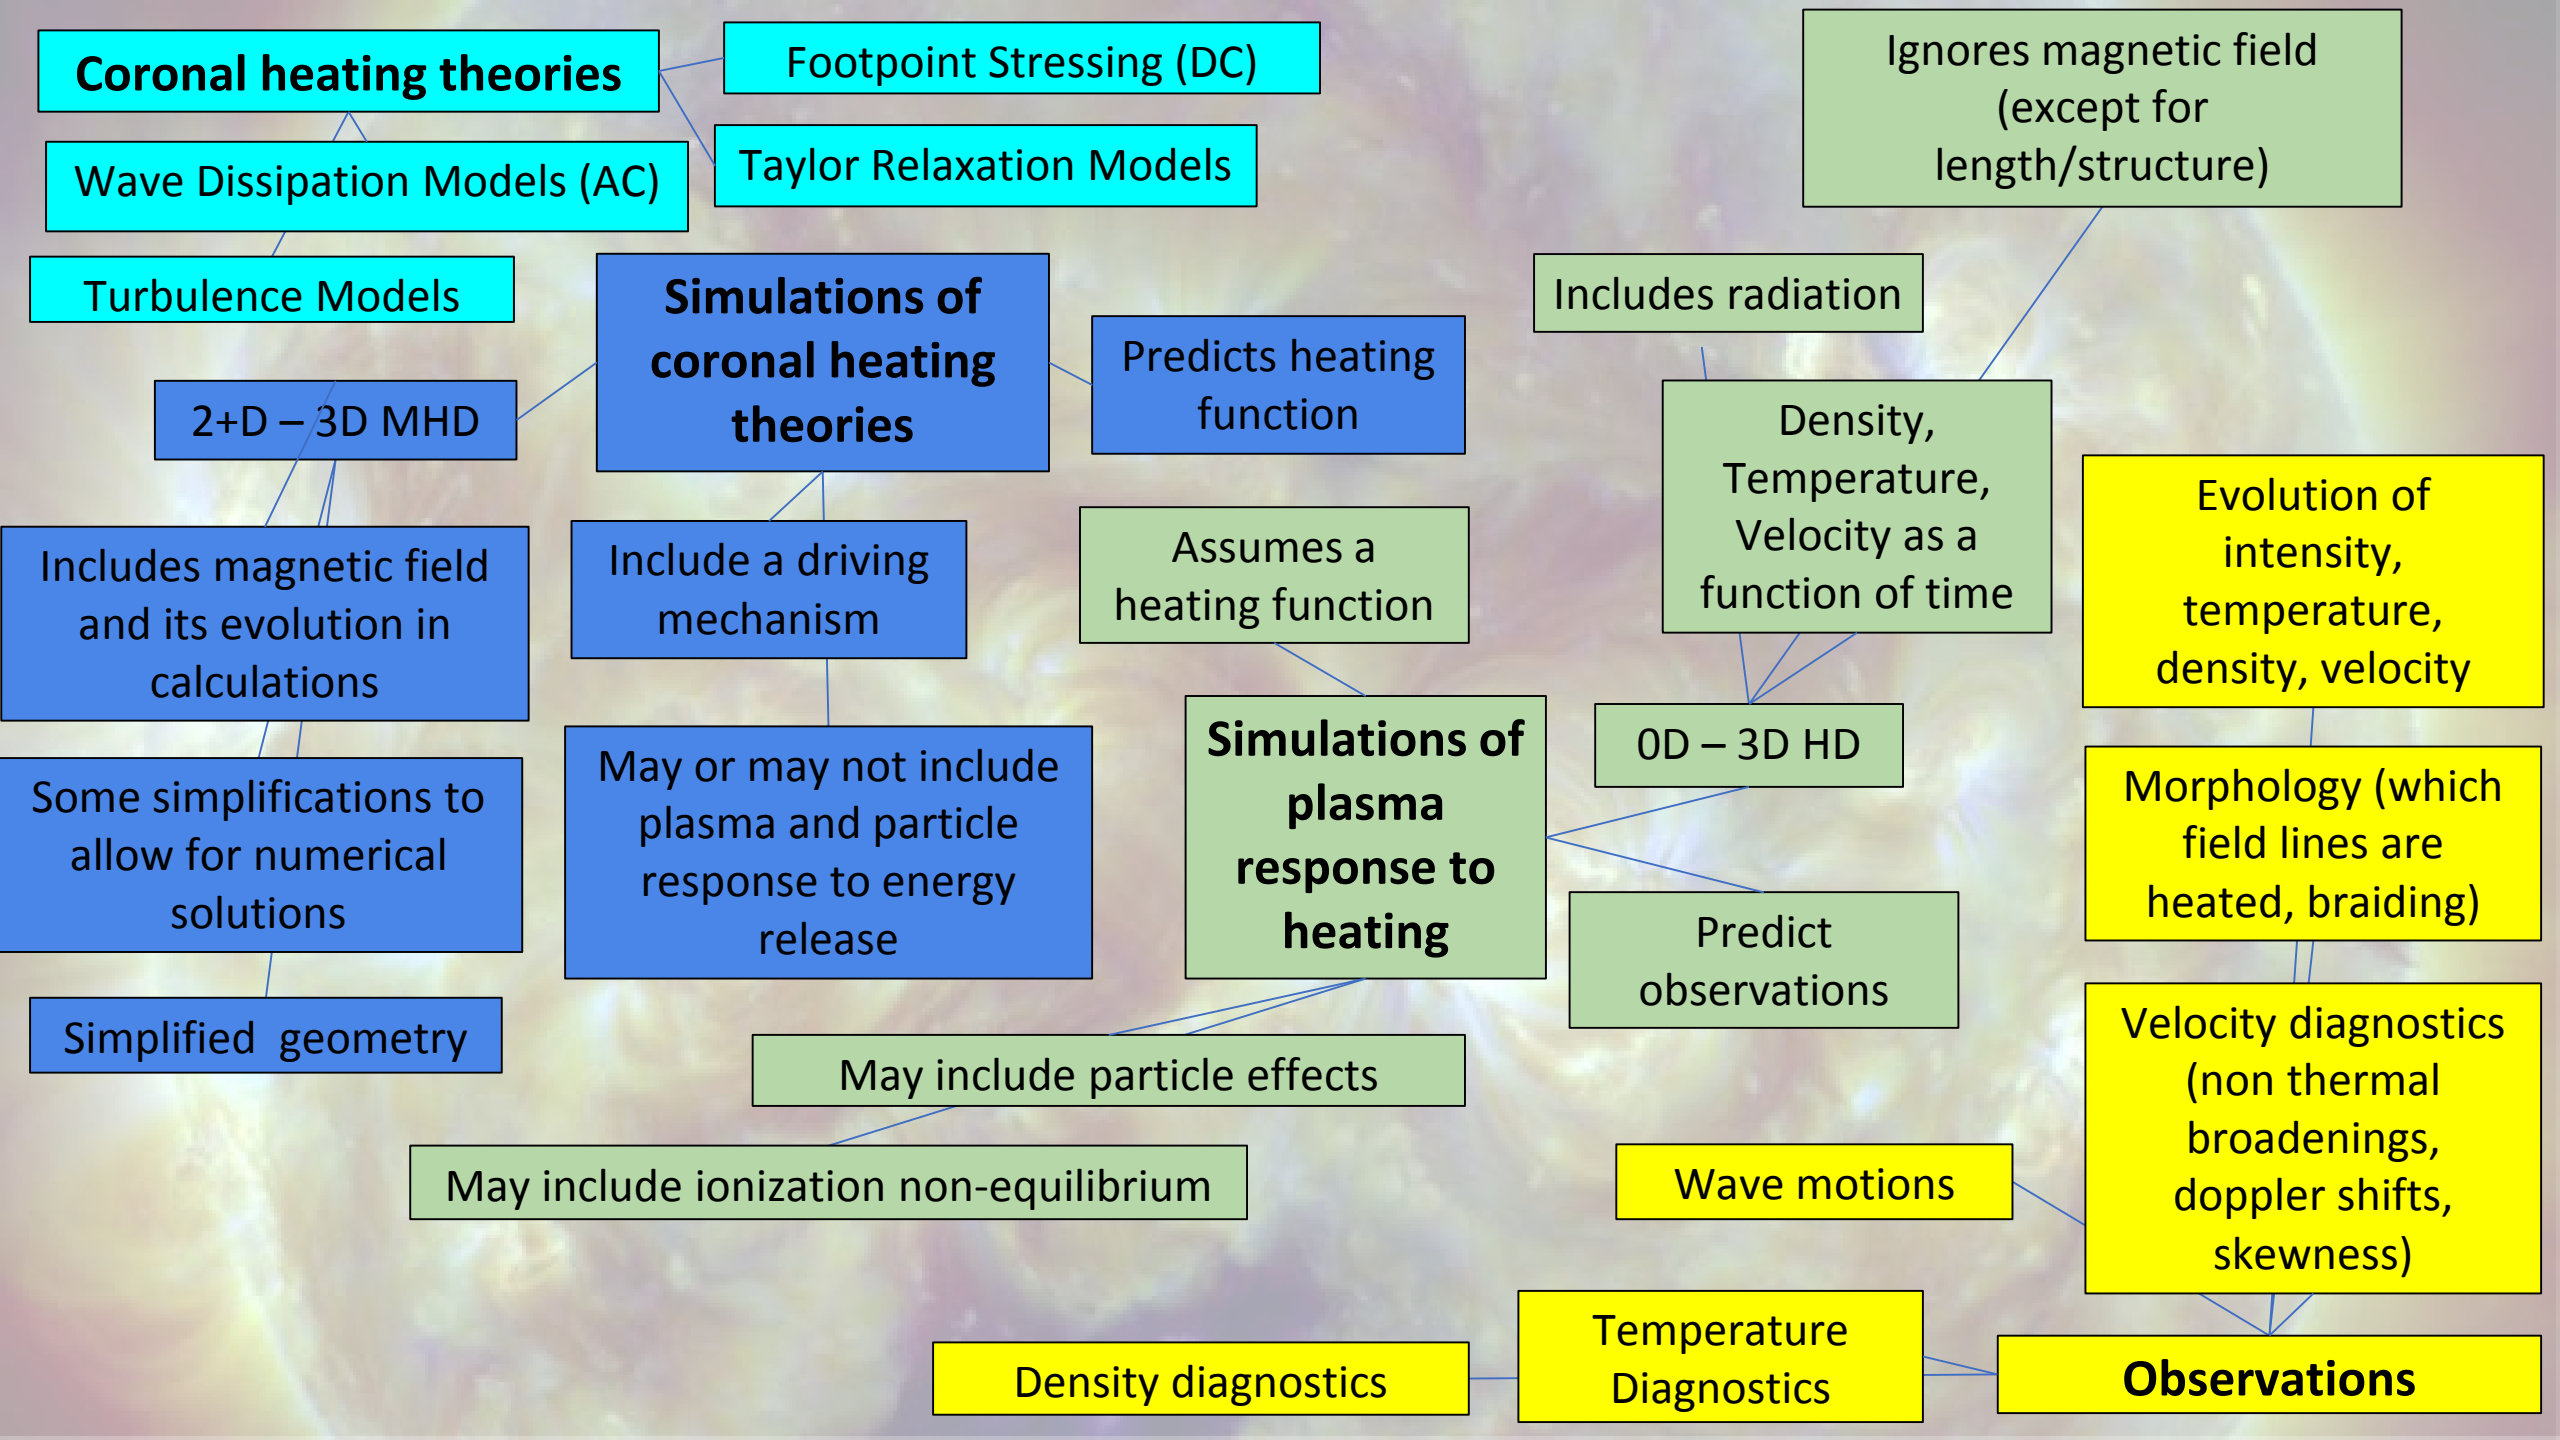 Coronal heating theories
Footpoint Stressing (DC)
Wave Dissipation Models (AC)
Taylor Relaxation Models
Turbulence Models
Simulations of
coronal heating
theories
2+D – 3D MHD
Predicts heating
function
Includes magnetic field
and its evolution in
calculations
Include a driving
mechanism
Some simplifications to
allow for numerical
solutions
May or may not include
plasma and particle
response to energy
release
Simplified  geometry
Ignores magnetic field
(except for
length/structure)
Includes radiation
Density,
Temperature,
Velocity as a
function of time
Assumes a
heating function
Simulations of
plasma
response to
heating
0D – 3D HD
Predict
observations
May include particle effects
May include ionization non-equilibrium
Evolution of
intensity,
temperature,
density, velocity
Morphology (which
field lines are
heated, braiding)
Velocity diagnostics
(non thermal
broadenings,
doppler shifts,
skewness)
Wave motions
Temperature
Diagnostics
Density diagnostics
Observations